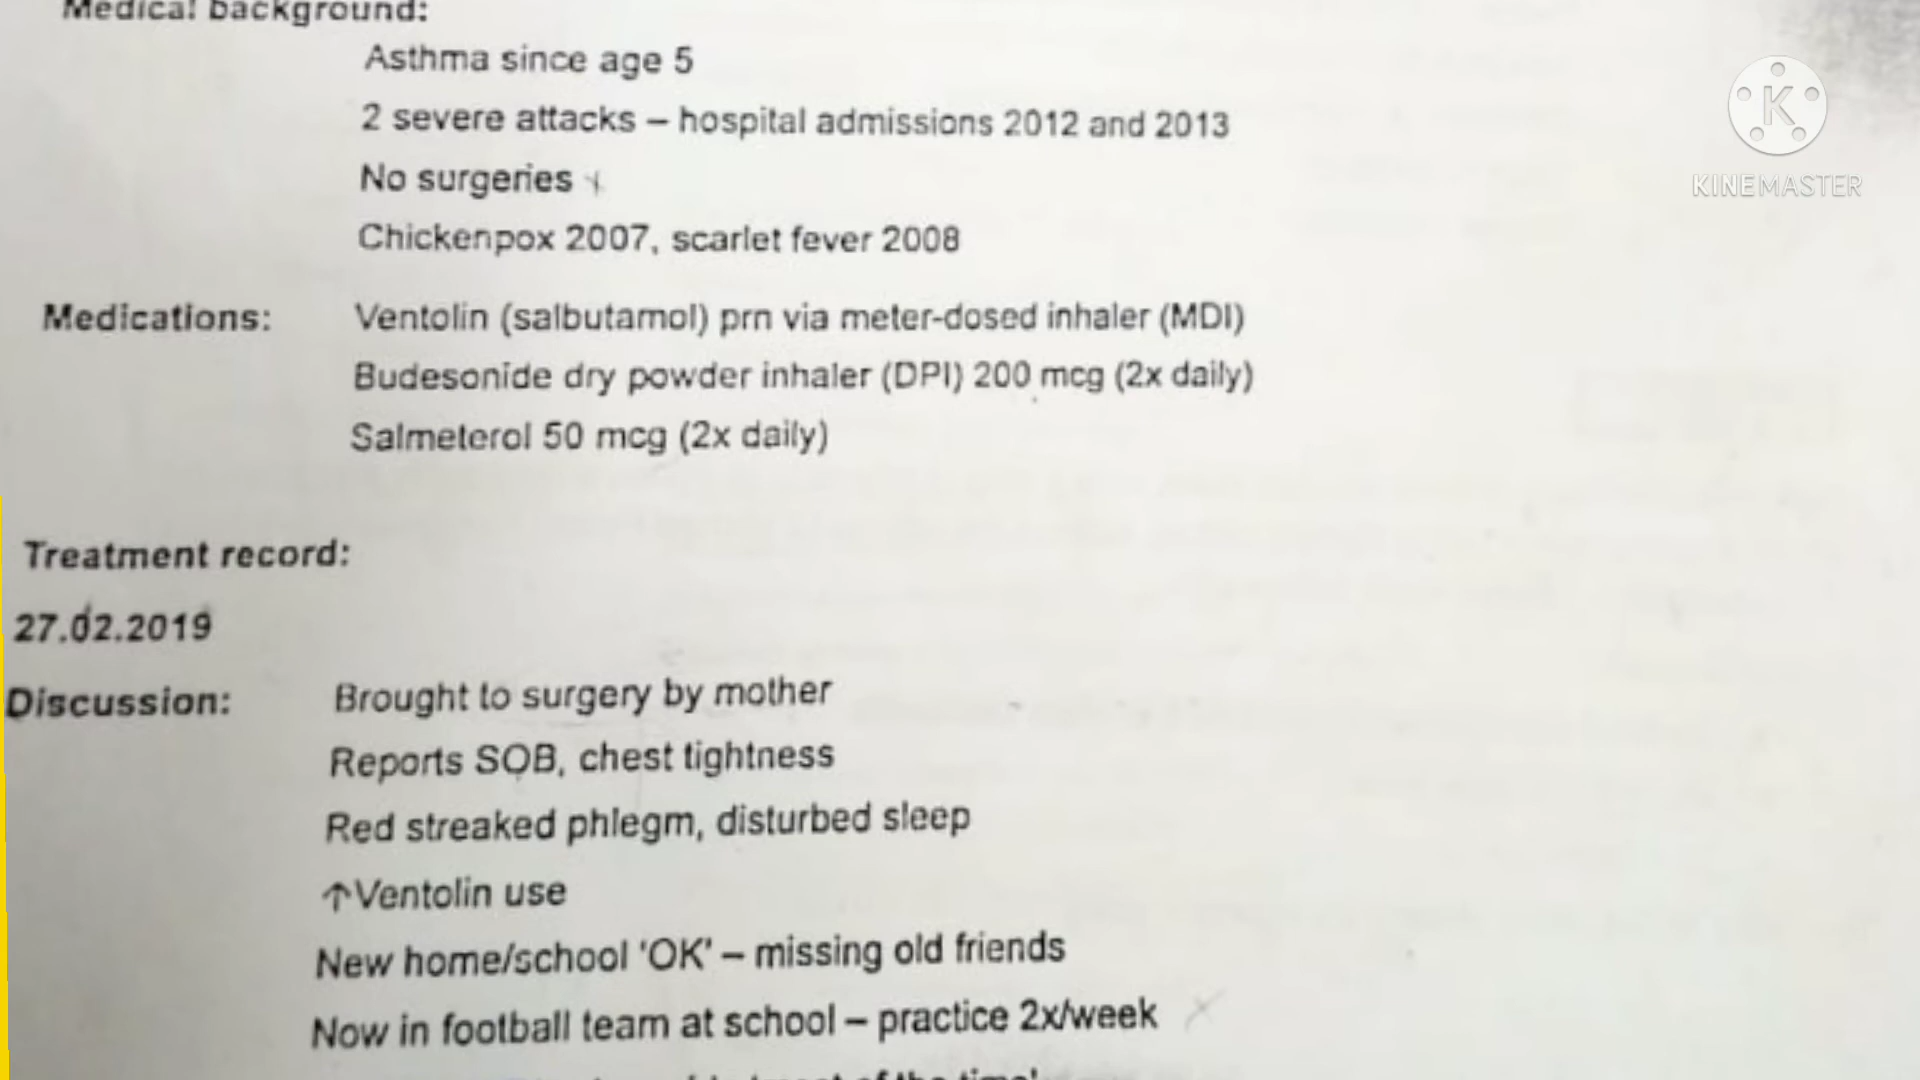 Medical background:
Asthma since age 5
2 severe attacks – hospital admissions 2012 and 2013
No surgeries
Chickenpox 2007, scarlet fever 2008
Medications: Ventolin (salbutamol) prn via meter-dosed inhaler (MDI)
Budesonide dry powder inhaler (DPI) 200 mcg (2x daily)
Salmeterol 50 mcg (2x daily)
Treatment record:
27.02.2019
Discussion: Brought to surgery by mother
Reports SOB, chest tightness
Red streaked phlegm, disturbed sleep
↑Ventolin use
New home/school 'OK' – missing old friends
Now in football team at school – practice 2x/week
of the time'
K
KINEMASTER